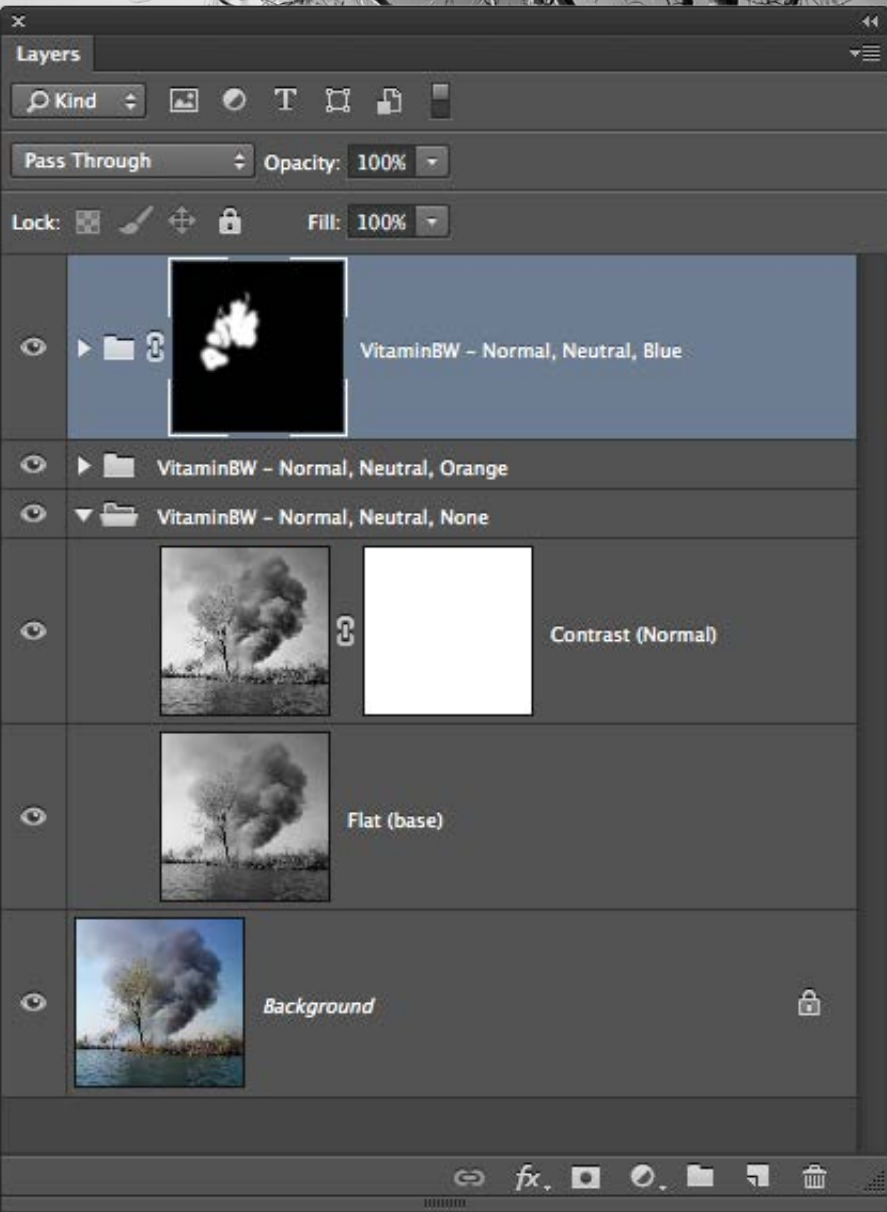 Layers
Kind
Pass Through Opacity: 100%
Lock: Fill: 100%
VitaminBW – Normal, Neutral, Blue
VitaminBW – Normal, Neutral, Orange
VitaminBW – Normal, Neutral, None
Contrast (Normal)
Flat (base)
Background
fx.